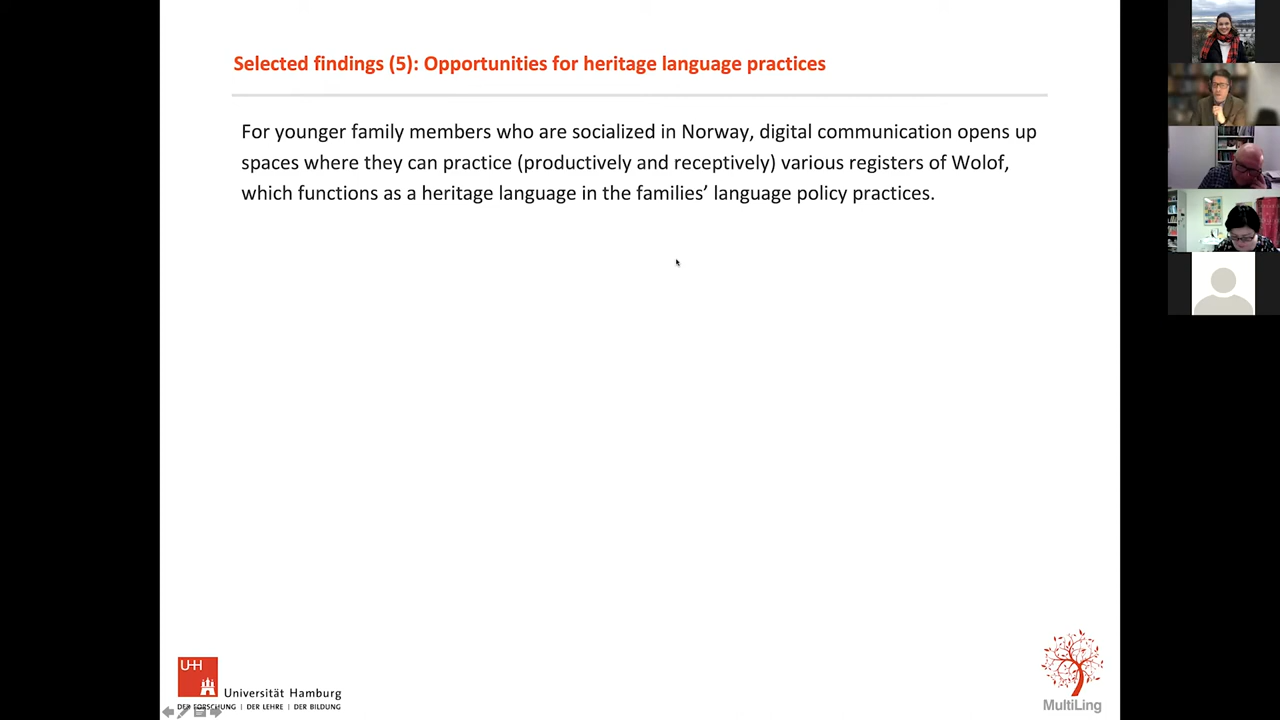 Selected findings (5): Opportunities for heritage language practices
For younger family members who are socialized in Norway, digital communication opens up
spaces where they can practice (productively and receptively) various registers of Wolof,
which functions as a heritage language in the families’ language policy practices.
UH
Universität Hamburg
DER FORSCHUNG | DER LEHRE | DER BILDUNG
MultiLing